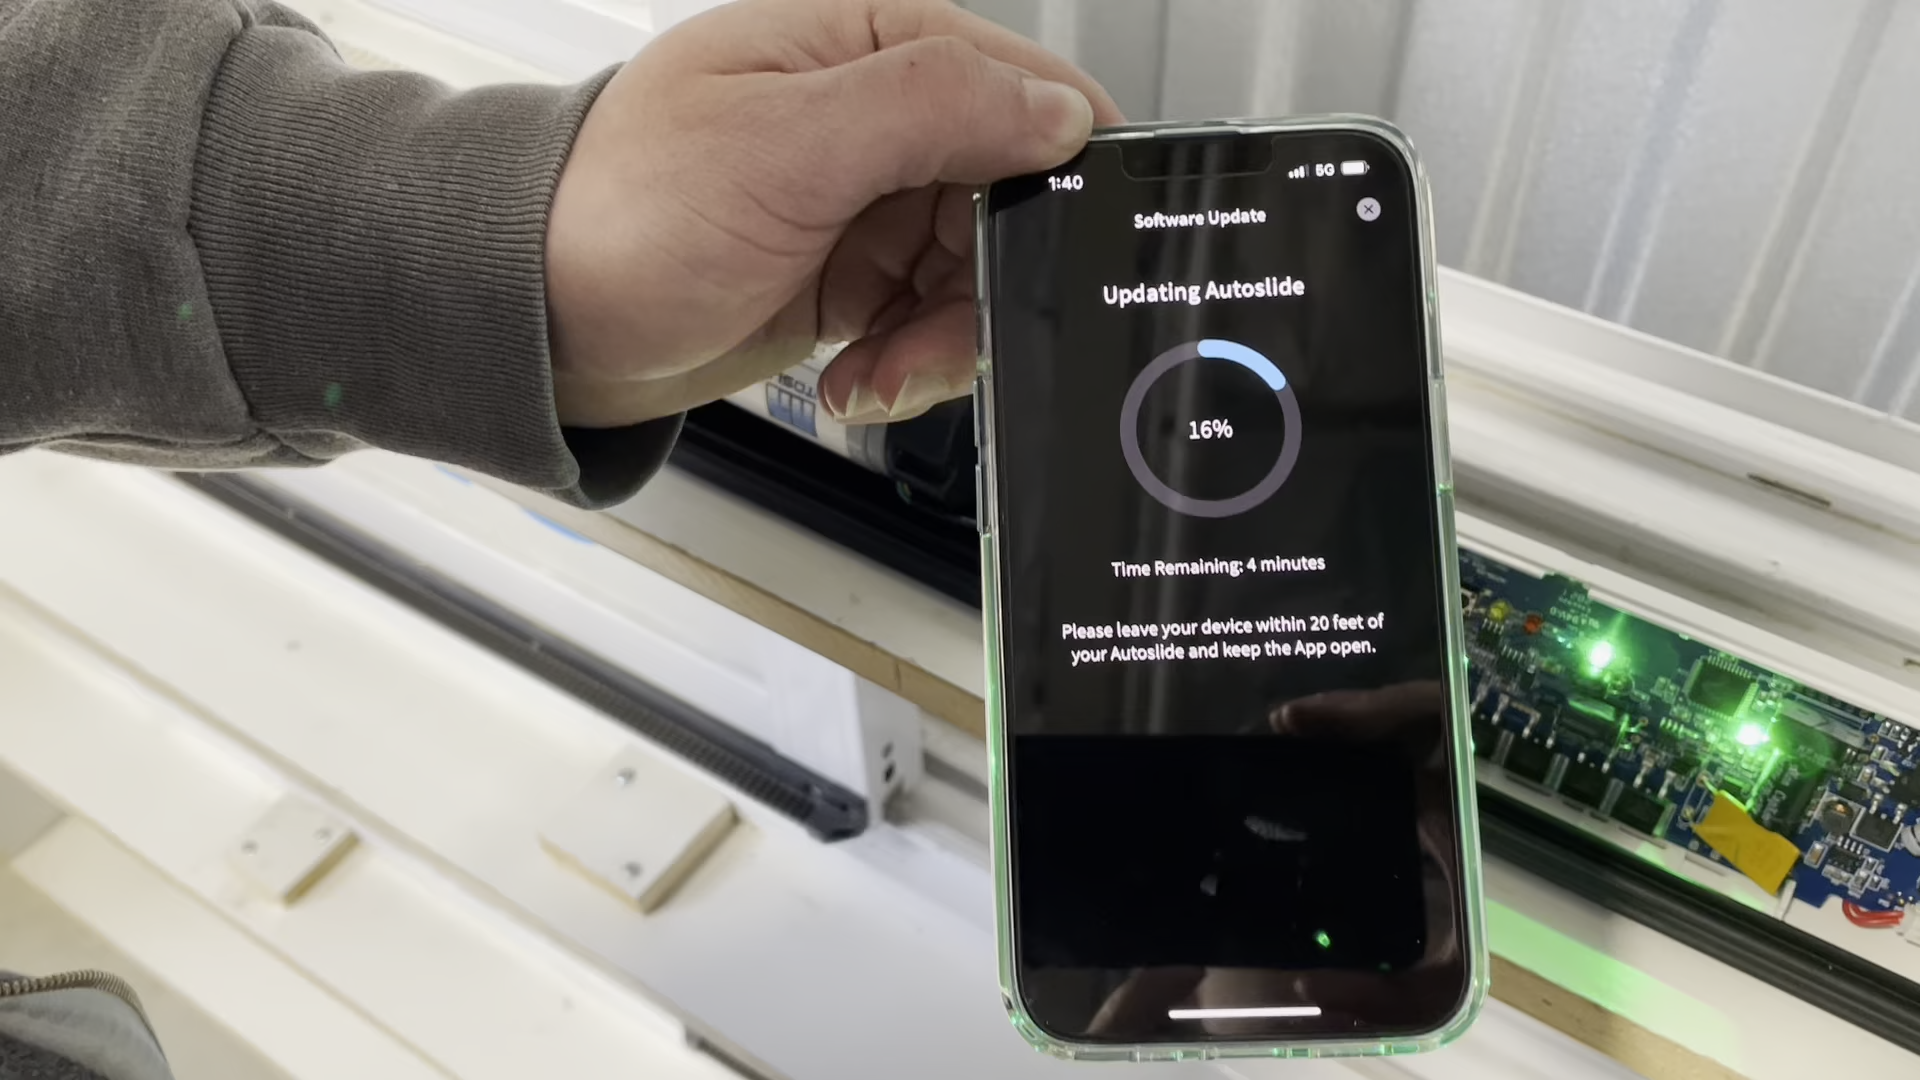 1:40
5G
Software Update
Updating Autoslide
16%
Time Remaining: 4 minutes
Please leave your device within 20 feet of
your Autoslide and keep the App open.